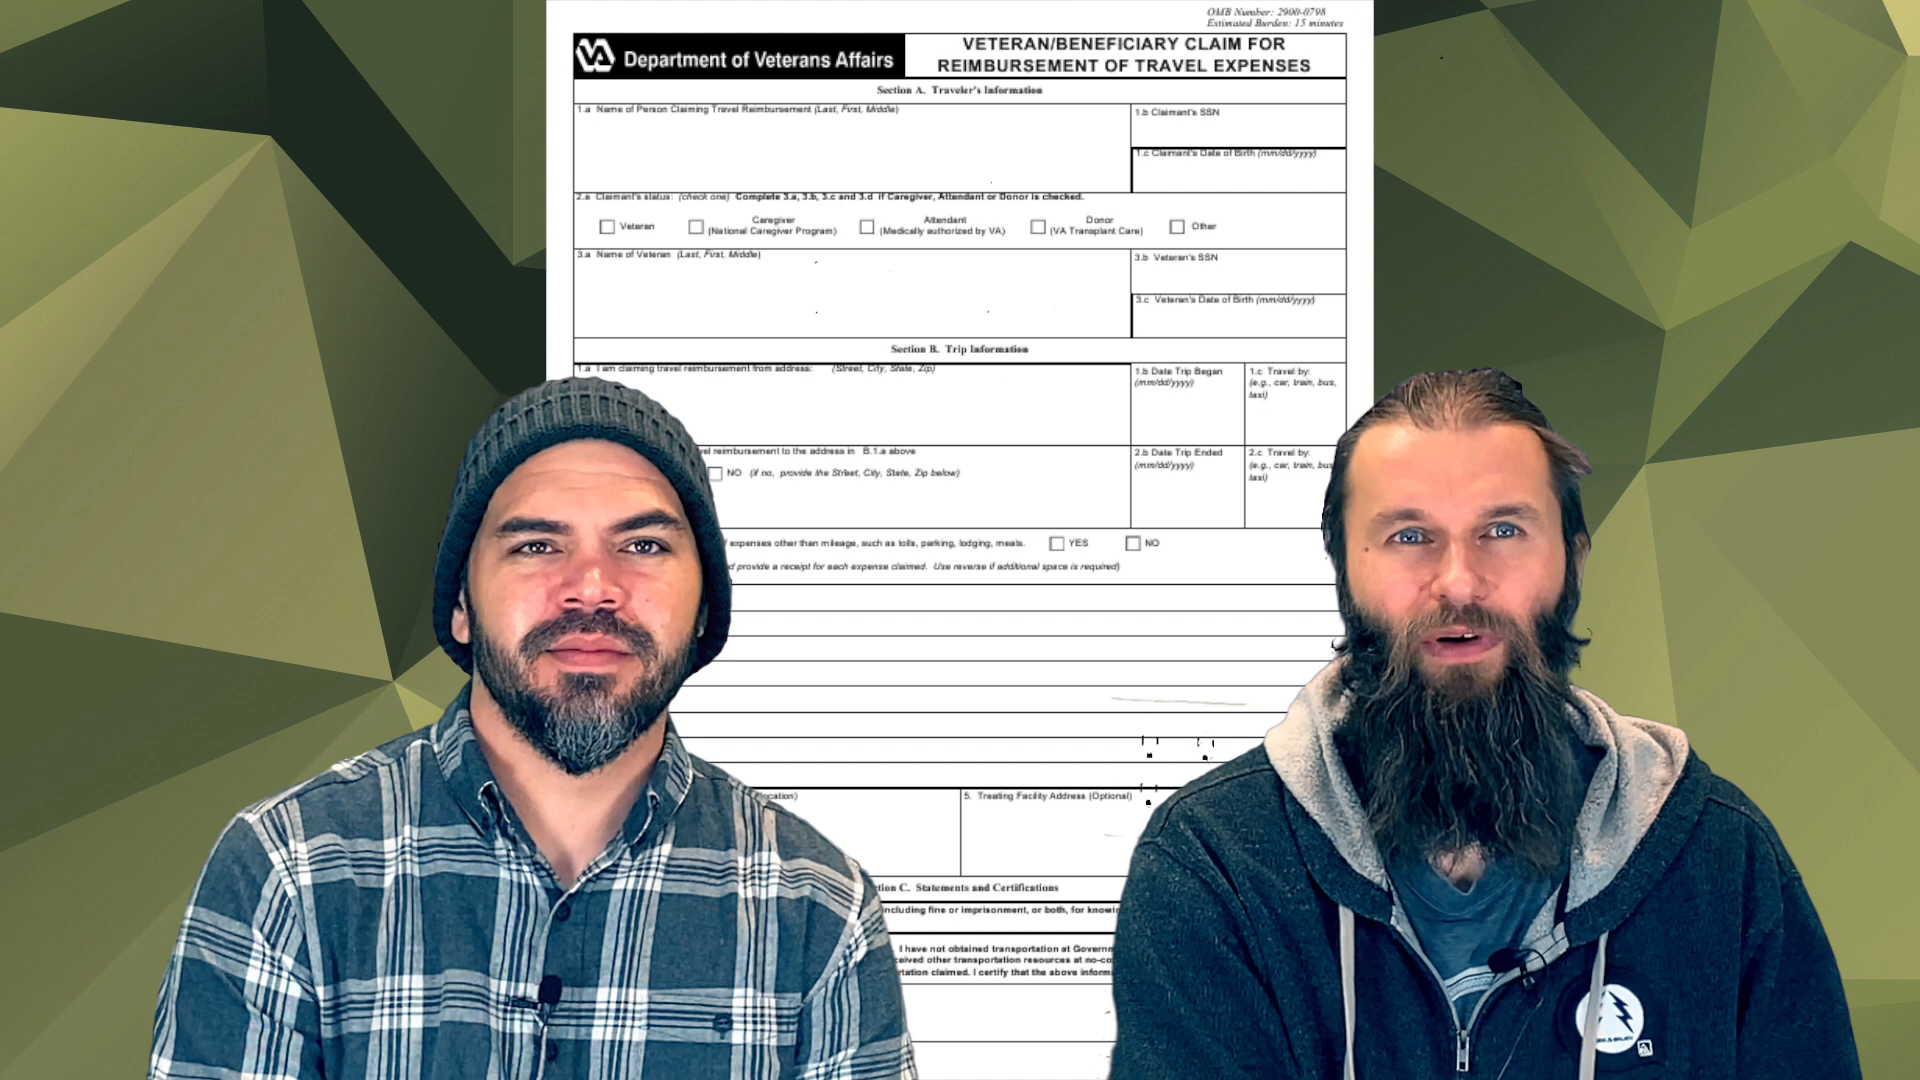 OMB Number: 2900-0798
Estimated Burden: 15 minutes
VA Department of Veterans Affairs
VETERAN/BENEFICIARY CLAIM FOR
REIMBURSEMENT OF TRAVEL EXPENSES
Section A. Traveler's Information
1.a Name of Person Claiming Travel Reimbursement (Last, First, Middle)
1.b Claimant's SSN
1.c Claimant's Date of Birth (mm/dd/yyyy)
2.a Claimant's status: (check one) Complete 3.a, 3.b, 3.c and 3.d if Caregiver, Attendant or Donor is checked.
Veteran
Caregiver
(National Caregiver Program)
Attendant
(Medically authorized by VA)
Donor
(VA Transplant Care)
Other
3.a Name of Veteran (Last, First, Middle)
3.b Veteran's SSN
3.c Veteran's Date of Birth (mm/dd/yyyy)
Section B. Trip Information
1.a I am claiming travel reimbursement from address: (Street, City, State, Zip)
1.b Date Trip Began
(mm/dd/yyyy)
1.c Travel by:
(e.g., car, train, bus,
taxi)
reimbursement to the address in B.1.a above
NO (if no, provide the Street, City, State, Zip below)
2.b Date Trip Ended
(mm/dd/yyyy)
2.c Travel by:
(e.g., car, train, bus
taxi)
expenses other than mileage, such as tolls, parking, lodging, meals.
YES
NO
provide a receipt for each expense claimed. Use reverse if additional space is required)
location)
5. Treating Facility Address (Optional)
ction C. Statements and Certifications
including fine or imprisonment, or both, for knowi
I have not obtained transportation at Governm
ceived other transportation resources at no-co
rtation claimed. I certify that the above informa